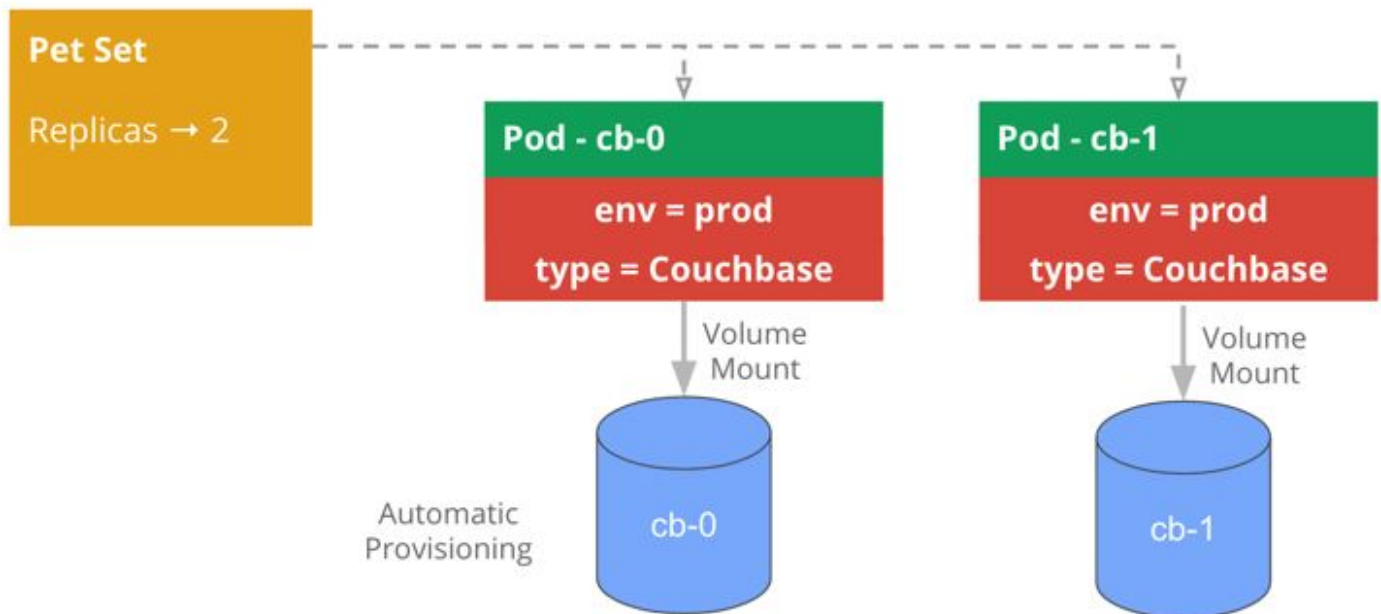 Pet Set
Replicas → 2
Pod - cb-0
env = prod
type = Couchbase
Volume
Mount
cb-0
Pod - cb-1
env = prod
type = Couchbase
Volume
Mount
cb-1
Automatic
Provisioning